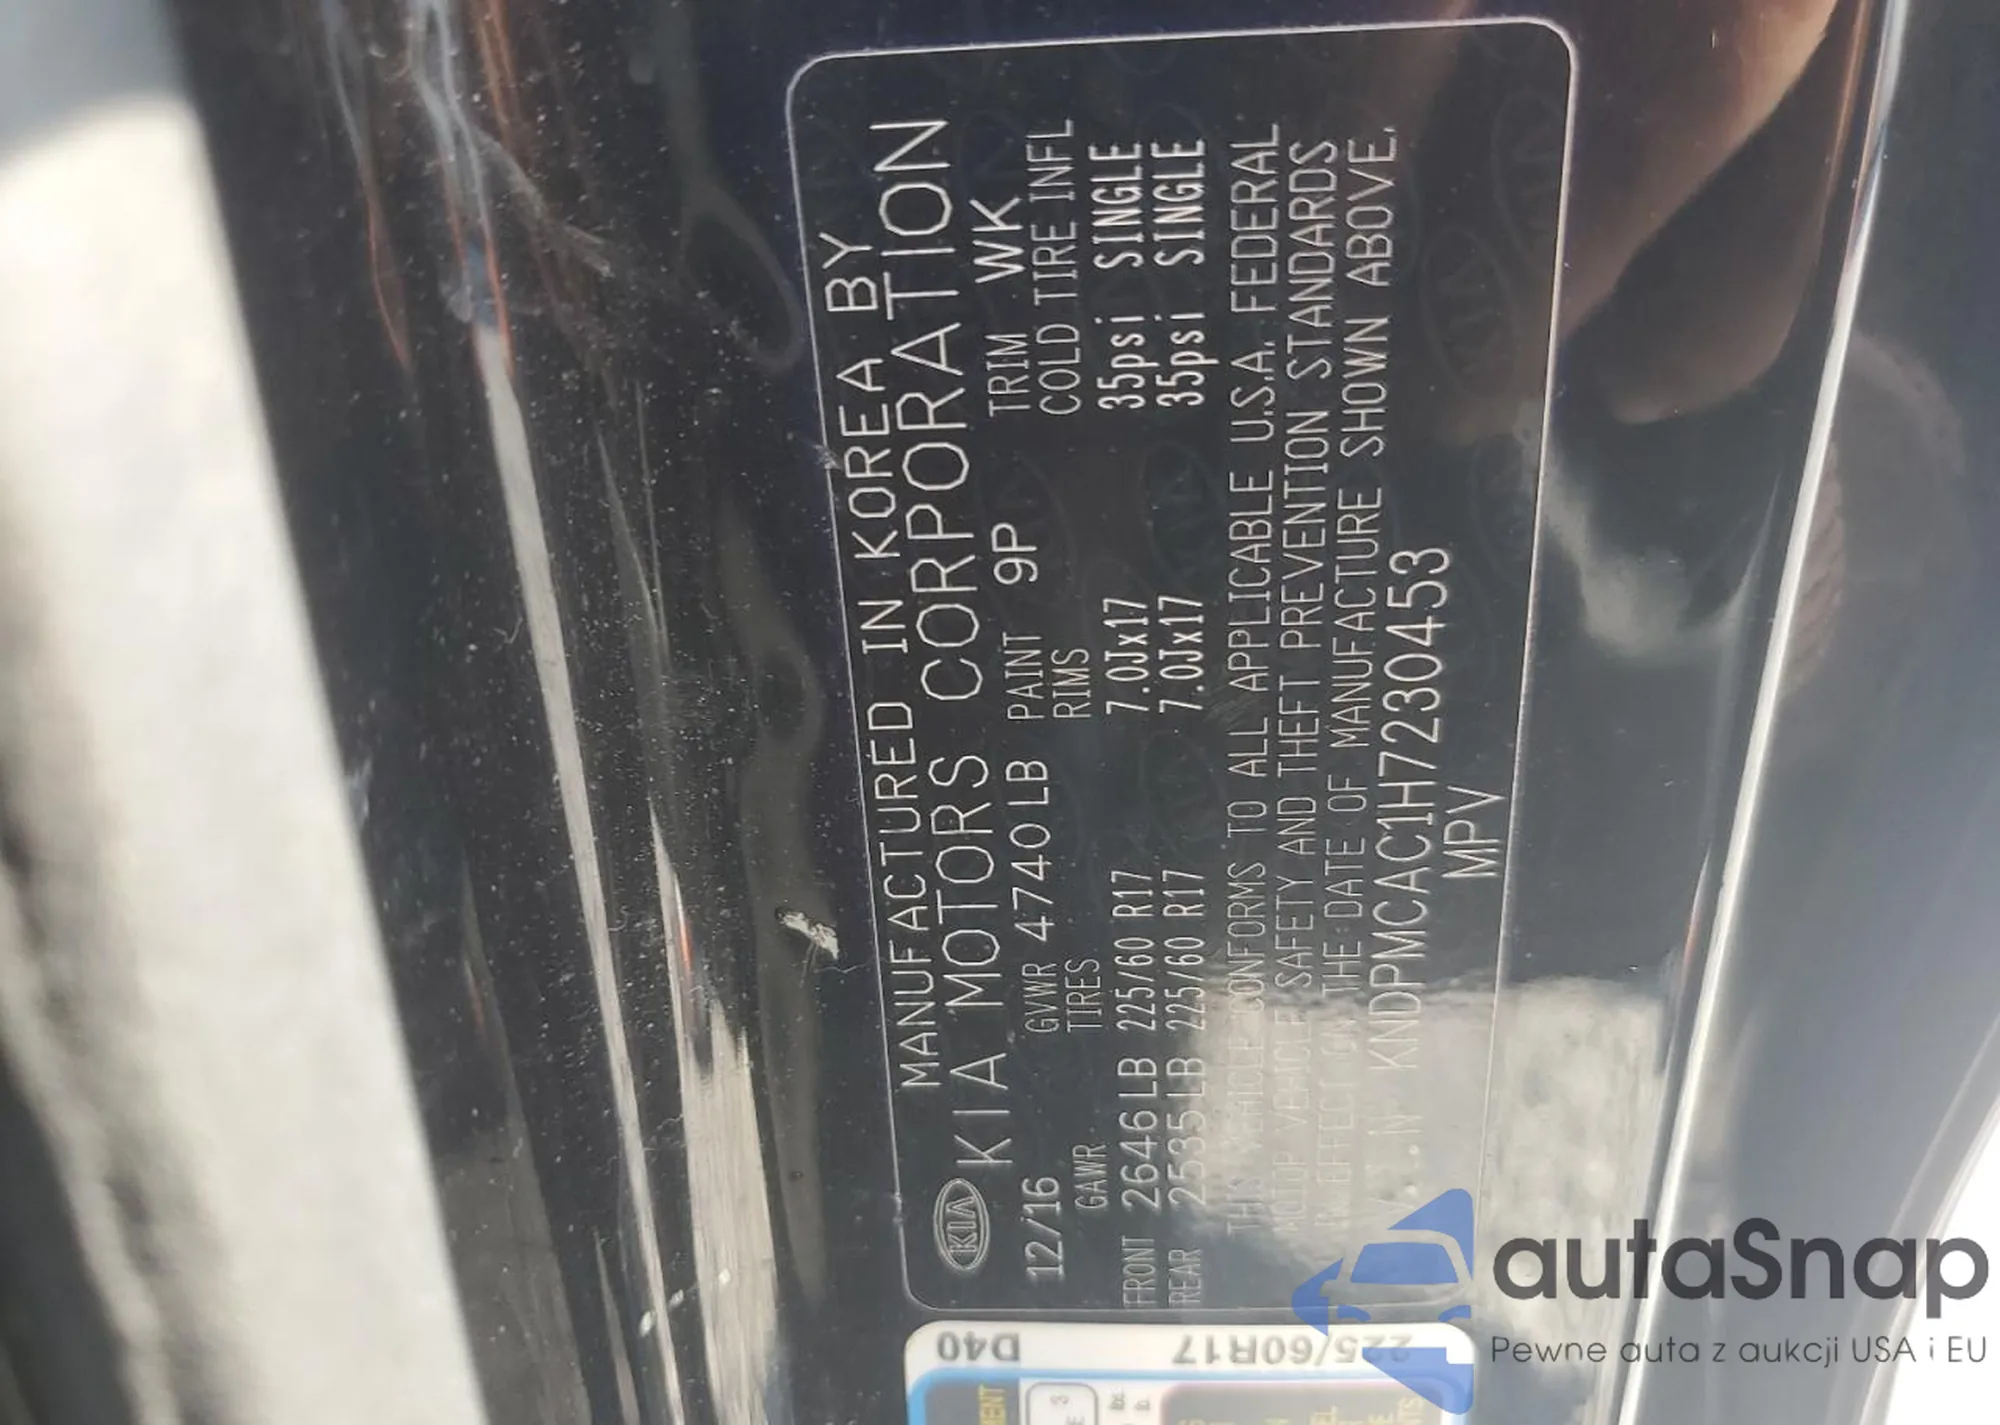 MANUFACTURED IN KOREA BY
KIA KIA MOTORS CORPORATION
12/16 GVWR 4740LB PAINT 9P TRIM WK
GAWR TIRES RIMS COLD TIRE INFL
FRONT 2646LB 225/60 R17 7.0Jx17 35psi SINGLE
REAR 2535LB 225/60 R17 7.0Jx17 35psi SINGLE
THIS VEHICLE CONFORMS TO ALL APPLICABLE U.S.A. FEDERAL
MOTOR VEHICLE SAFETY AND THEFT PREVENTION STANDARDS
IN EFFECT ON THE DATE OF MANUFACTURE SHOWN ABOVE.
KNDPMCAC1H7230453
MPV
D40
225/60R17
autaSnap
Pewne auta z aukcji USA i EU